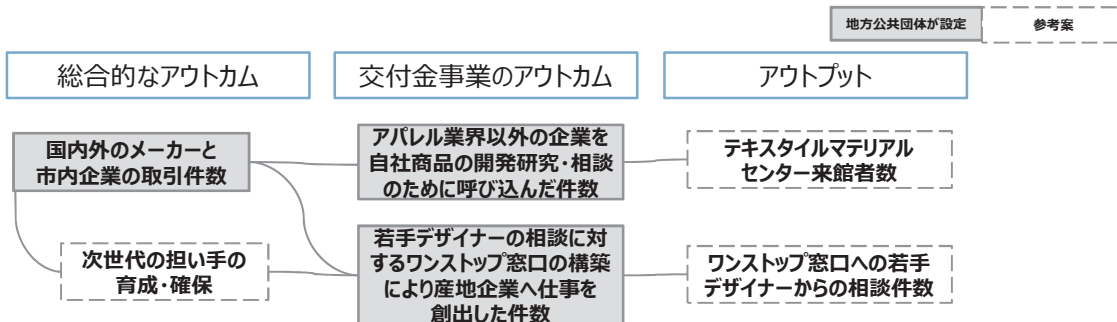 地方公共団体が設定
参考案
総合的なアウトカム
交付金事業のアウトカム
アウトプット
国内外のメーカーと
市内企業の取引件数
アパレル業界以外の企業を
自社商品の開発研究・相談
のために呼び込んだ件数
テキスタイルマテリアル
センター来館者数
次世代の担い手の
育成・確保
若手デザイナーの相談に対
するワンストップ窓口の構築
により産地企業へ仕事を
創出した件数
ワンストップ窓口への若手
デザイナーからの相談件数